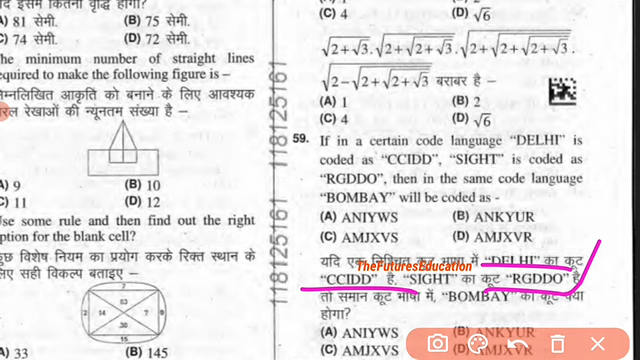 इसमें कितनी वृद्धि होगी?
(A) 81 सेमी. (B) 75 सेमी.
(C) 74 सेमी. (D) 72 सेमी.
The minimum number of straight lines
required to make the following figure is –
निम्नलिखित आकृति को बनाने के लिए आवश्यक
सरल रेखाओं की न्यूनतम संख्या है –
(A) 9 (B) 10
(C) 11 (D) 12
Use some rule and then find out the right
option for the blank cell?
कुछ विशेष नियम का प्रयोग करके रिक्त स्थान के
लिए सही विकल्प बताइए –
7
53
2 14 7 9
30
15
(A) 33 (B) 145
118125161 118125161 118125161
(C) 4 (D) √6
√2+√3.√2+√2+√3.√2+√2+√2+√3.
√2−√2+√2+√3 बराबर है –
(A) 1 (B) 2
(C) 4 (D) √6
59. If in a certain code language "DELHI" is
coded as "CCIDD", "SIGHT" is coded as
"RGDDO", then in the same code language
"BOMBAY" will be coded as -
(A) ANIYWS (B) ANKYUR
(C) AMJXVS (D) AMJXVR
यदि एक निश्चित कूट भाषा में "DELHI" का कूट
TheFuturesEducation
"CCIDD" है, "SIGHT" का कूट "RGDDO" है
तो समान कूट भाषा में, "BOMBAY" का कूट क्या
होगा?
(A) ANIYWS (B) ANKYUR
(C) AMJXVS (D) AMJXVR